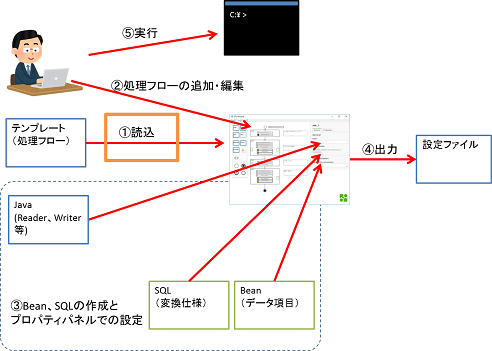 ⑤実行
C:¥ >
②処理フローの追加・編集
テンプレート
(処理フロー)
①読込
④出力
設定ファイル
Java
(Reader、Writer
等)
SQL
(変換仕様)
Bean
(データ項目)
③Bean、SQLの作成と
プロパティパネルでの設定